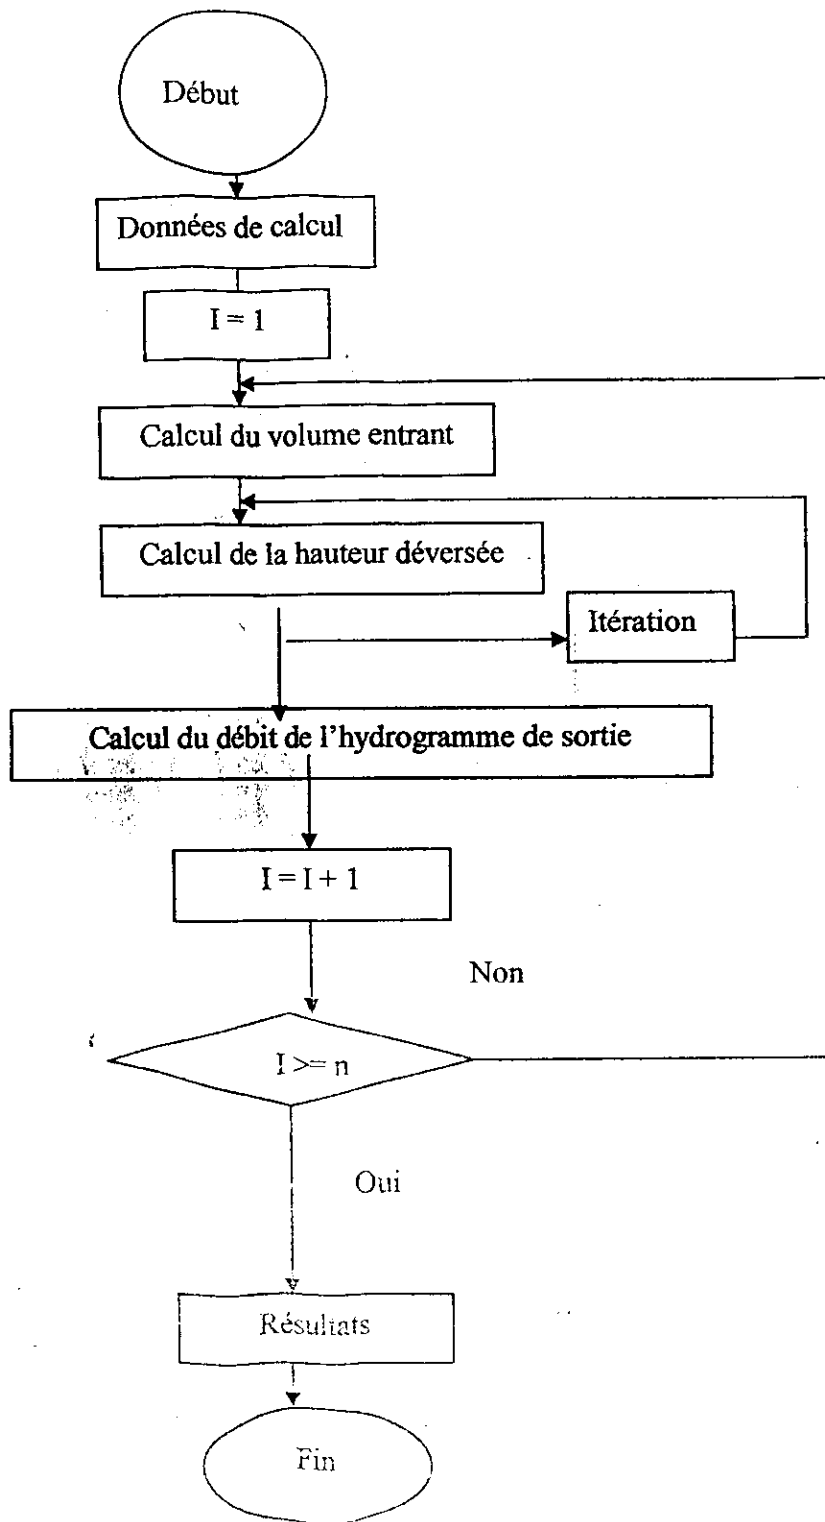 Début
Données de calcul
I = 1
Calcul du volume entrant
Calcul de la hauteur déversée
Itération
Calcul du débit de l'hydrogramme de sortie
I = I + 1
Non
I >= n
Oui
Résultats
Fin